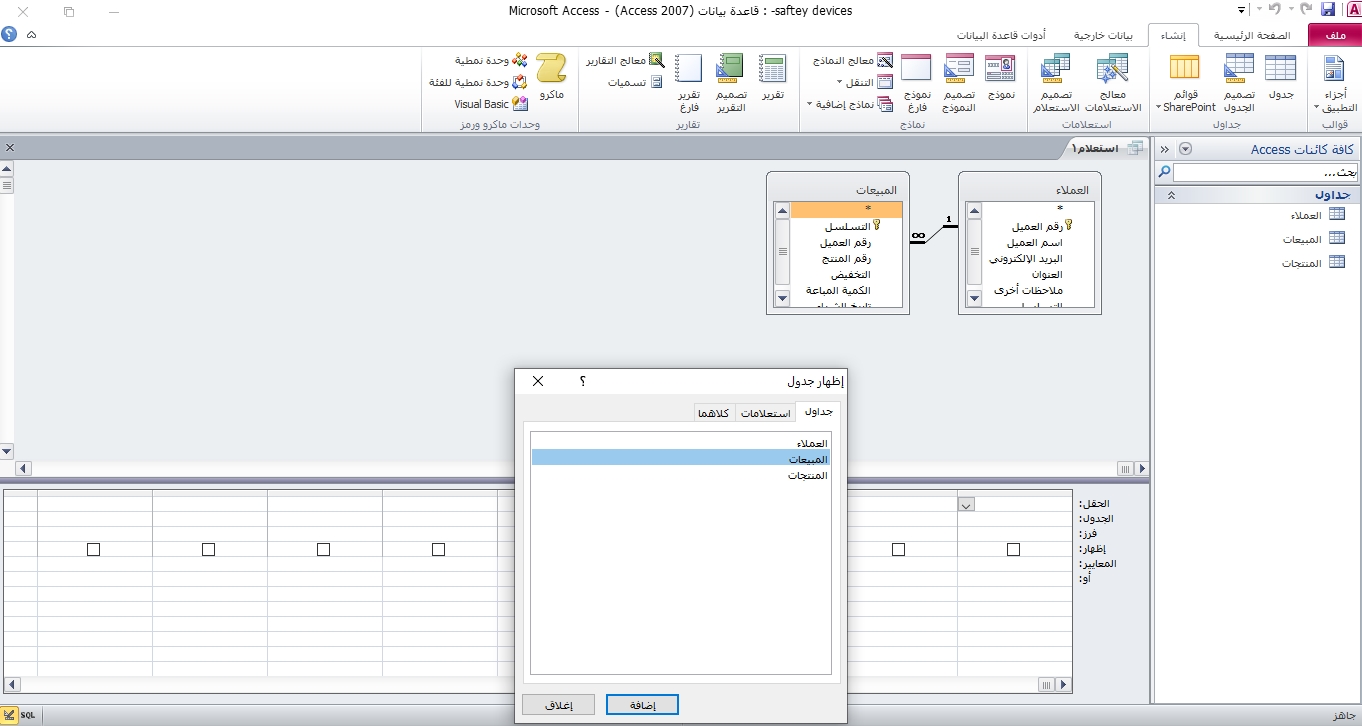 saftey devices- : قاعدة بيانات (Access 2007) - Microsoft Access
ملف
الصفحة الرئيسية
إنشاء
بيانات خارجية
أدوات قاعدة البيانات
أجزاء التطبيق
قوالب
جدول
تصميم الجدول
قوائم SharePoint
جدول
معالج الاستعلامات
تصميم الاستعلام
استعلامات
نموذج
تصميم النموذج
نموذج فارغ
معالج النماذج
التنقل
نماذج إضافية
نماذج
تقرير
تصميم التقرير
تقرير فارغ
معالج التقارير
تسميات
تقارير
ماكرو
وحدة نمطية
وحدة نمطية للفئة
Visual Basic
وحدات ماكرو ورمز
كافة كائنات Access
بحث...
جداول
العملاء
المبيعات
المنتجات
استعلام١
العملاء
*
رقم العميل
اسم العميل
البريد الإلكتروني
العنوان
ملاحظات أخرى
1
∞
المبيعات
*
التسلسل
رقم العميل
رقم المنتج
التخفيض
الكمية المباعة
إظهار جدول
؟
جداول
استعلامات
كلاهما
العملاء
المبيعات
المنتجات
إضافة
إغلاق
الحقل:
الجدول:
فرز:
إظهار:
المعايير:
أو:
جاهز
SQL